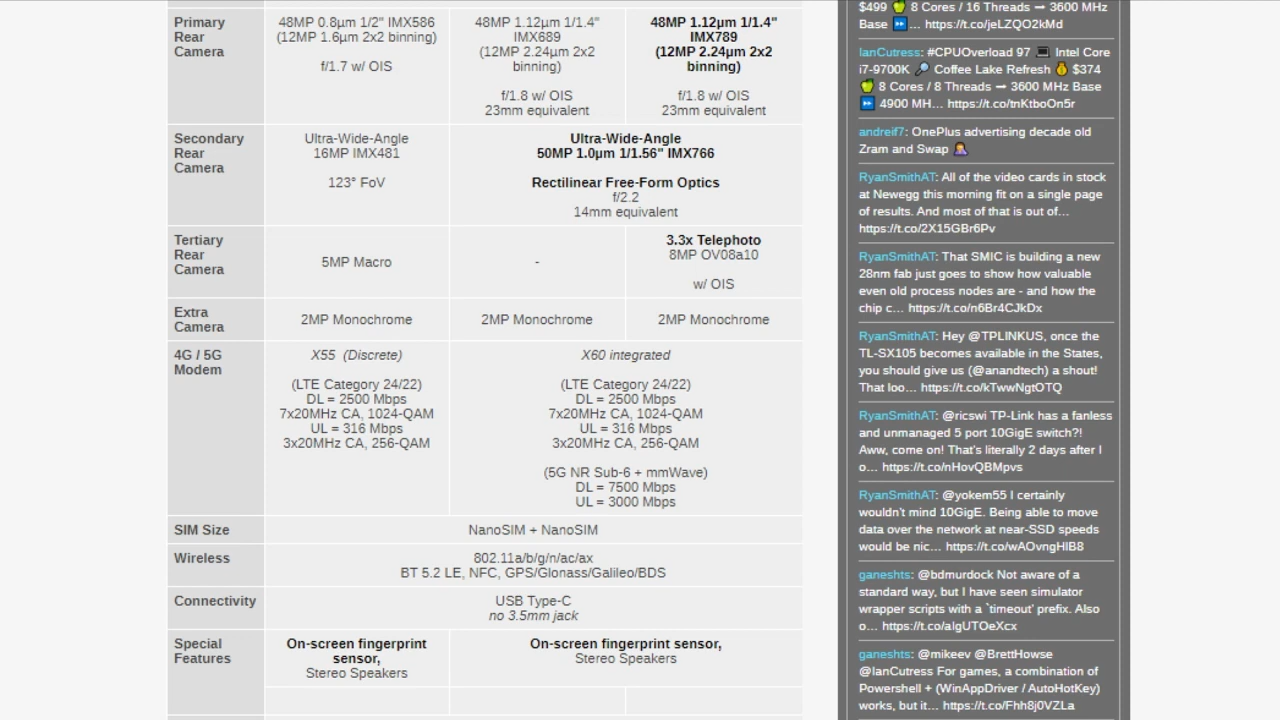 Primary
Rear
Camera
48MP 0.8µm 1/2" IMX586
(12MP 1.6µm 2x2 binning)
f/1.7 w/ OIS
48MP 1.12µm 1/1.4"
IMX689
(12MP 2.24µm 2x2
binning)
f/1.8 w/ OIS
23mm equivalent
48MP 1.12µm 1/1.4"
IMX789
(12MP 2.24µm 2x2
binning)
f/1.8 w/ OIS
23mm equivalent
Secondary
Rear
Camera
Ultra-Wide-Angle
16MP IMX481
123° FoV
Ultra-Wide-Angle
50MP 1.0µm 1/1.56" IMX766
Rectilinear Free-Form Optics
f/2.2
14mm equivalent
Tertiary
Rear
Camera
5MP Macro
-
3.3x Telephoto
8MP OV08a10
w/ OIS
Extra
Camera
2MP Monochrome
2MP Monochrome
2MP Monochrome
4G / 5G
Modem
X55 (Discrete)
(LTE Category 24/22)
DL = 2500 Mbps
7x20MHz CA, 1024-QAM
UL = 316 Mbps
3x20MHz CA, 256-QAM
X60 integrated
(LTE Category 24/22)
DL = 2500 Mbps
7x20MHz CA, 1024-QAM
UL = 316 Mbps
3x20MHz CA, 256-QAM
(5G NR Sub-6 + mmWave)
DL = 7500 Mbps
UL = 3000 Mbps
SIM Size
NanoSIM + NanoSIM
Wireless
802.11a/b/g/n/ac/ax
BT 5.2 LE, NFC, GPS/Glonass/Galileo/BDS
Connectivity
USB Type-C
no 3.5mm jack
Special
Features
On-screen fingerprint
sensor,
Stereo Speakers
On-screen fingerprint sensor,
Stereo Speakers
$499 🍏 8 Cores / 16 Threads ➞ 3600 MHz
Base ⏩… https://t.co/jeLZQO2kMd
IanCutress: #CPUOverload 97 💻 Intel Core
i7-9700K 🔎 Coffee Lake Refresh 💰 $374
🍏 8 Cores / 8 Threads ➞ 3600 MHz Base
⏩ 4900 MH… https://t.co/tnKtboOn5r
andreif7: OnePlus advertising decade old
Zram and Swap 🤦
RyanSmithAT: All of the video cards in stock
at Newegg this morning fit on a single page
of results. And most of that is out of…
https://t.co/2X15GBr6Pv
RyanSmithAT: That SMIC is building a new
28nm fab just goes to show how valuable
even old process nodes are - and how the
chip c… https://t.co/n6Br4CJkDx
RyanSmithAT: Hey @TPLINKUS, once the
TL-SX105 becomes available in the States,
you should give us (@anandtech) a shout!
That loo… https://t.co/kTwwNgtOTQ
RyanSmithAT: @ricswi TP-Link has a fanless
and unmanaged 5 port 10GigE switch?!
Aww, come on! That's literally 2 days after I
o… https://t.co/nHovQBMpvs
RyanSmithAT: @yokem55 I certainly
wouldn't mind 10GigE. Being able to move
data over the network at near-SSD speeds
would be nic… https://t.co/wAOvngHIB8
ganeshts: @bdmurdock Not aware of a
standard way, but I have seen simulator
wrapper scripts with a `timeout' prefix. Also
o… https://t.co/algUTOeXcx
ganeshts: @mikeev @BrettHowse
@IanCutress For games, a combination of
Powershell + (WinAppDriver / AutoHotKey)
works, but it… https://t.co/Fhh8j0VZLa